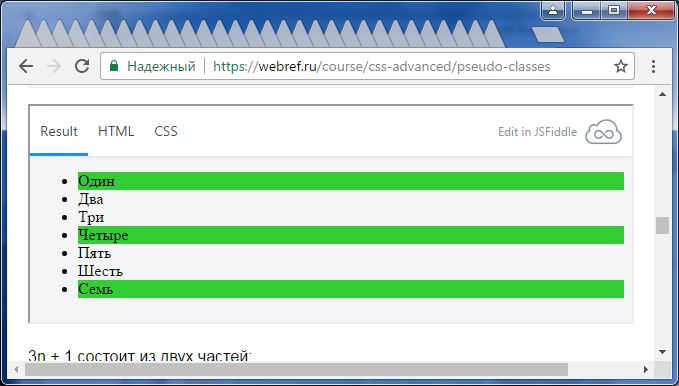 Надежный
https://webref.ru/course/css-advanced/pseudo-classes
Result HTML CSS Edit in JSFiddle
Один
Два
Три
Четыре
Пять
Шесть
Семь
3n + 1 состоит из двух частей: